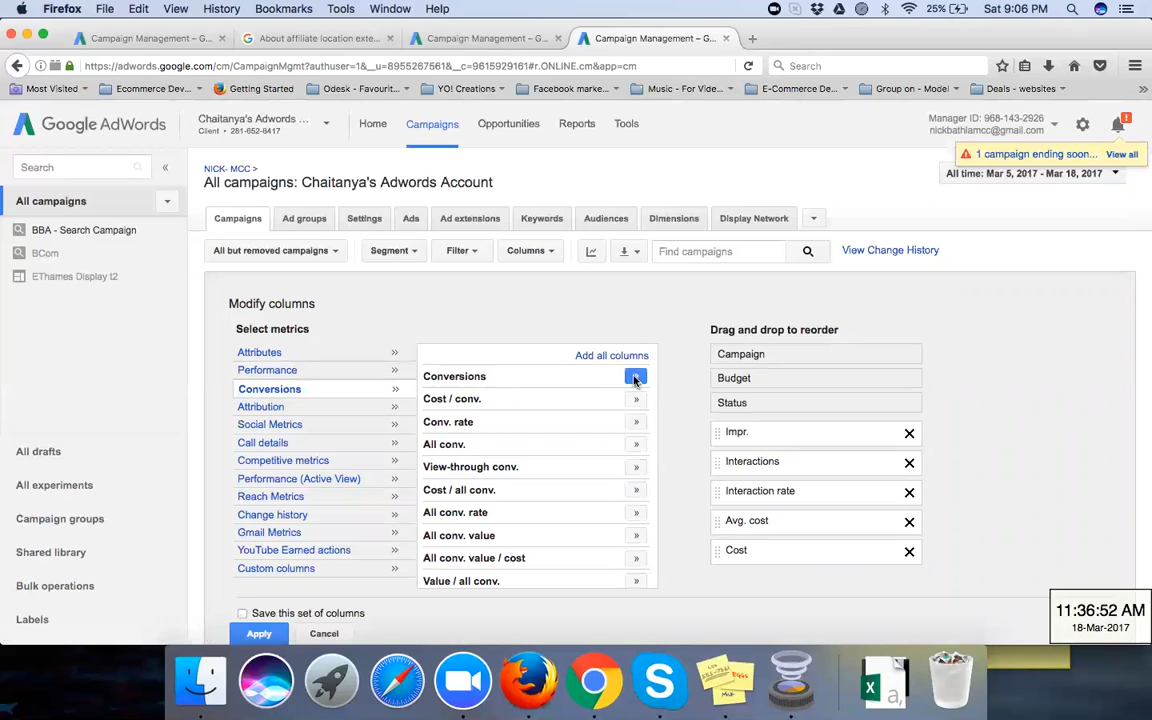 Firefox File Edit View History Bookmarks Tools Window Help 25% Sat 9:06 PM
Campaign Management – G... × About affiliate location exte... × Campaign Management – G... × Campaign Management – G... × +
https://adwords.google.com/cm/CampaignMgmt?authuser=1&__u=8955267561&__c=9615929161#r.ONLINE.cm&app=cm Search
Most Visited Ecommerce Dev... Getting Started Odesk - Favourit... YO! Creations Facebook marke... Music - For Vide... E-Commerce De... Group on - Model Deals - websites »
Google AdWords
Chaitanya's Adwords ...
Client · 281-652-6417
Home Campaigns Opportunities Reports Tools
Manager ID: 968-143-2926
nickbathlamcc@gmail.com
!
1 campaign ending soon... View all
Search «
NICK- MCC >
All campaigns: Chaitanya's Adwords Account
All time: Mar 5, 2017 - Mar 18, 2017
All campaigns
BBA - Search Campaign
BCom
EThames Display t2
Campaigns Ad groups Settings Ads Ad extensions Keywords Audiences Dimensions Display Network
All but removed campaigns Segment Filter Columns Find campaigns View Change History
Modify columns
Select metrics
Attributes »
Performance »
Conversions »
Attribution »
Social Metrics »
Call details »
Competitive metrics »
Performance (Active View) »
Reach Metrics »
Change history »
Gmail Metrics »
YouTube Earned actions »
Custom columns »
Add all columns
Conversions »
Cost / conv. »
Conv. rate »
All conv. »
View-through conv. »
Cost / all conv. »
All conv. rate »
All conv. value »
All conv. value / cost »
Value / all conv. »
Drag and drop to reorder
Campaign
Budget
Status
Impr.
Interactions
Interaction rate
Avg. cost
Cost
Save this set of columns
Apply Cancel
All drafts
All experiments
Campaign groups
Shared library
Bulk operations
Labels
11:36:52 AM
18-Mar-2017